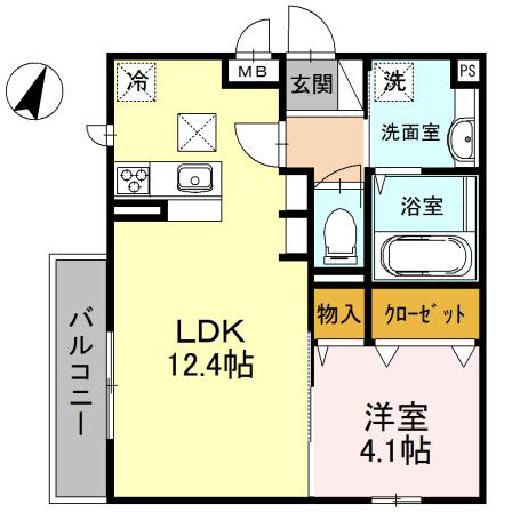 冷
MB
玄関
洗
PS
洗面室
浴室
物入
クローゼット
LDK
12.4帖
バルコニー
洋室
4.1帖